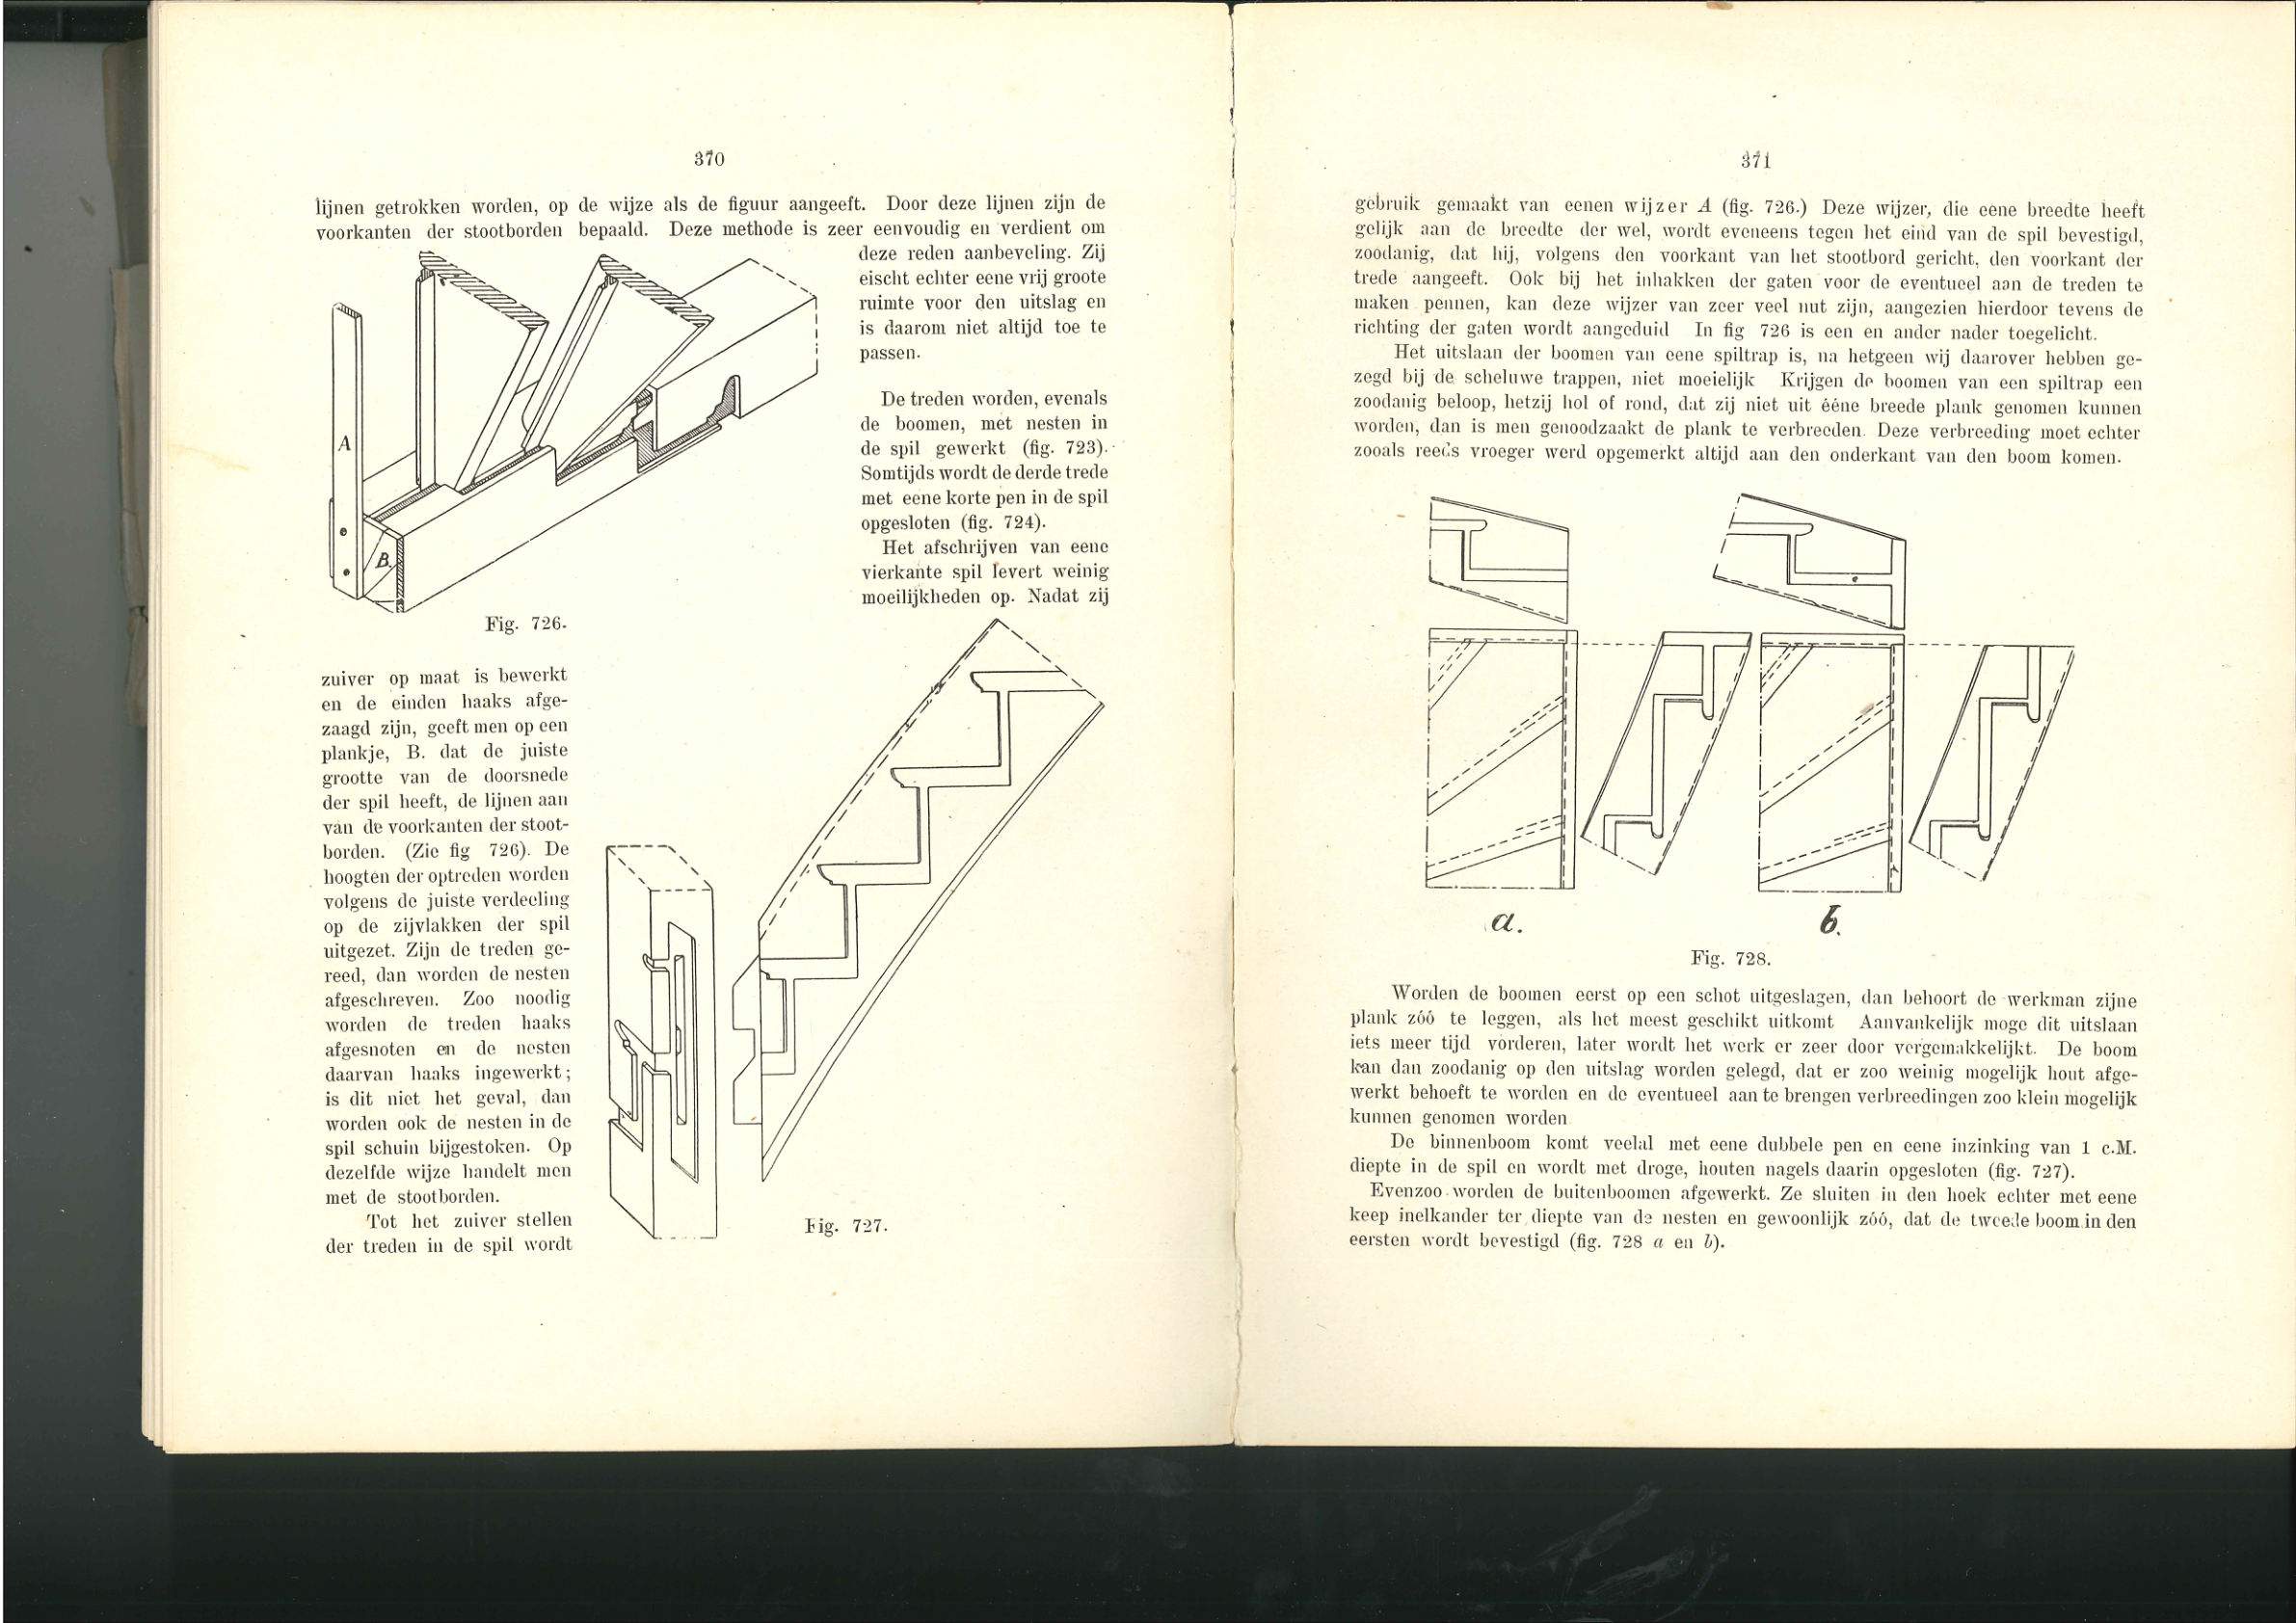 370
lijnen getrokken worden, op de wijze als de figuur aangeeft. Door deze lijnen zijn de
voorkanten der stootborden bepaald. Deze methode is zeer eenvoudig en verdient om
deze reden aanbeveling. Zij
eischt echter eene vrij groote
ruimte voor den uitslag en
is daarom niet altijd toe te
passen.
De treden worden, evenals
de boomen, met nesten in
de spil gewerkt (fig. 723).
Somtijds wordt de derde trede
met eene korte pen in de spil
opgesloten (fig. 724).
Het afschrijven van eene
vierkante spil levert weinig
moeilijkheden op. Nadat zij
A
B.
Fig. 726.
zuiver op maat is bewerkt
en de einden haaks afge-
zaagd zijn, geeft men op een
plankje, B. dat de juiste
grootte van de doorsnede
der spil heeft, de lijnen aan
van de voorkanten der stoot-
borden. (Zie fig 726). De
hoogten der optreden worden
volgens de juiste verdeeling
op de zijvlakken der spil
uitgezet. Zijn de treden ge-
reed, dan worden de nesten
afgeschreven. Zoo noodig
worden de treden haaks
afgesnoten en de nesten
daarvan haaks ingewerkt;
is dit niet het geval, dan
worden ook de nesten in de
spil schuin bijgestoken. Op
dezelfde wijze handelt men
met de stootborden.
Tot het zuiver stellen
der treden in de spil wordt
Fig. 727.
371
gebruik gemaakt van eenen wijzer A (fig. 726.) Deze wijzer, die eene breedte heeft
gelijk aan de breedte der wel, wordt eveneens tegen het eind van de spil bevestigd,
zoodanig, dat hij, volgens den voorkant van het stootbord gericht, den voorkant der
trede aangeeft. Ook bij het inhakken der gaten voor de eventueel aan de treden te
maken pennen, kan deze wijzer van zeer veel nut zijn, aangezien hierdoor tevens de
richting der gaten wordt aangeduid In fig 726 is een en ander nader toegelicht.
Het uitslaan der boomen van eene spiltrap is, na hetgeen wij daarover hebben ge-
zegd bij de scheluwe trappen, niet moeielijk Krijgen de boomen van een spiltrap een
zoodanig beloop, hetzij hol of rond, dat zij niet uit ééne breede plank genomen kunnen
worden, dan is men genoodzaakt de plank te verbreeden. Deze verbreeding moet echter
zooals reeds vroeger werd opgemerkt altijd aan den onderkant van den boom komen.
a.
b.
Fig. 728.
Worden de boomen eerst op een schot uitgeslagen, dan behoort de werkman zijne
plank zóó te leggen, als het meest geschikt uitkomt Aanvankelijk moge dit uitslaan
iets meer tijd vorderen, later wordt het werk er zeer door vergemakkelijkt. De boom
kan dan zoodanig op den uitslag worden gelegd, dat er zoo weinig mogelijk hout afge-
werkt behoeft te worden en de eventueel aan te brengen verbreedingen zoo klein mogelijk
kunnen genomen worden
De binnenboom komt veelal met eene dubbele pen en eene inzinking van 1 c.M.
diepte in de spil en wordt met droge, houten nagels daarin opgesloten (fig. 727).
Evenzoo worden de buitenboomen afgewerkt. Ze sluiten in den hoek echter met eene
keep inelkander ter diepte van de nesten en gewoonlijk zóó, dat de tweede boom in den
eersten wordt bevestigd (fig. 728 a en b).